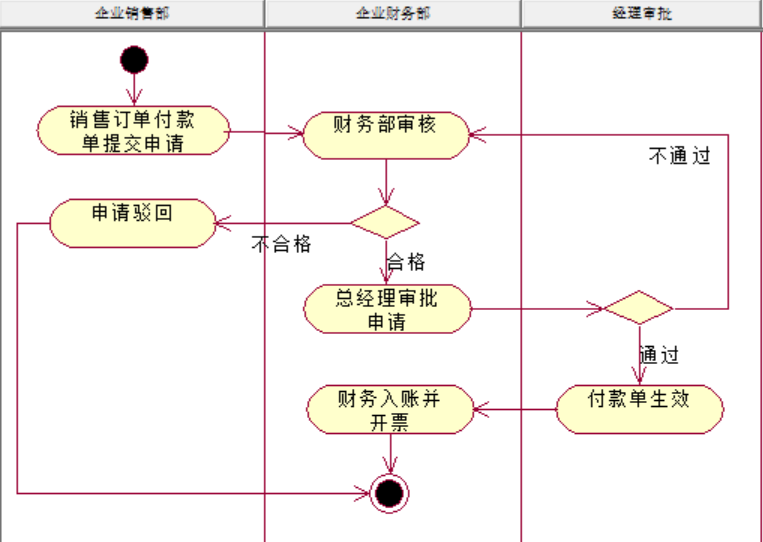 企业销售部
企业财务部
经理审批
销售订单付款
单提交申请
财务部审核
不通过
申请驳回
不合格
合格
总经理审批
申请
通过
财务入账并
开票
付款单生效